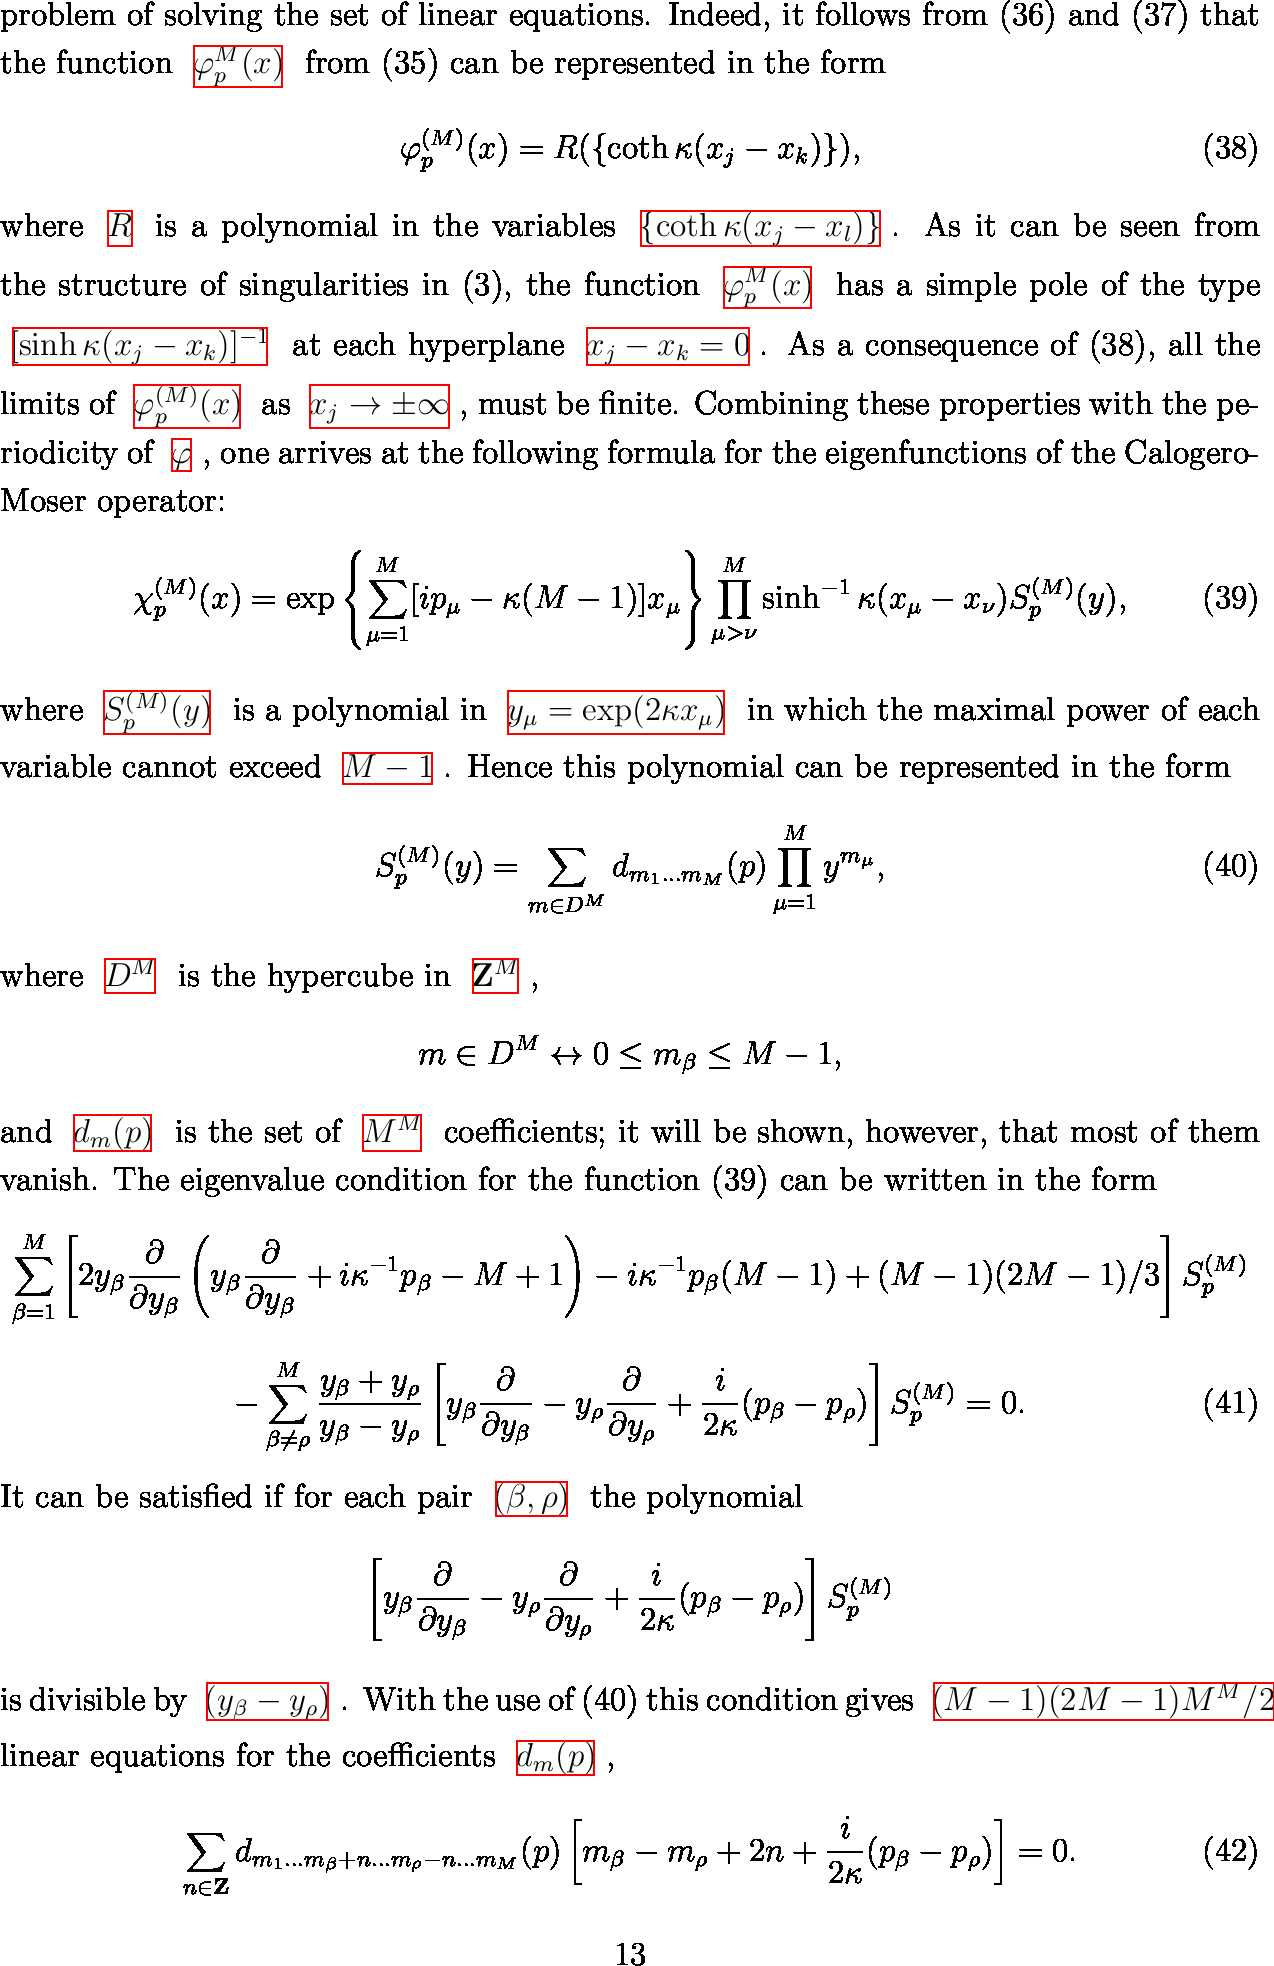 problem of solving the set of linear equations. Indeed, it follows from (36) and (37) that
the function $\varphi_p^M(x)$ from (35) can be represented in the form
$\varphi_p^{(M)}(x) = R(\{\coth \kappa(x_j - x_k)\}),$ (38)
where $R$ is a polynomial in the variables $\{\coth \kappa(x_j - x_l)\}$ . As it can be seen from
the structure of singularities in (3), the function $\varphi_p^M(x)$ has a simple pole of the type
$[\sinh \kappa(x_j - x_k)]^{-1}$ at each hyperplane $x_j - x_k = 0$ . As a consequence of (38), all the
limits of $\varphi_p^{(M)}(x)$ as $x_j \to \pm\infty$ , must be finite. Combining these properties with the pe-
riodicity of $\varphi$ , one arrives at the following formula for the eigenfunctions of the Calogero-
Moser operator:
$\chi_p^{(M)}(x) = \exp\left\{\sum_{\mu=1}^{M}[ip_\mu - \kappa(M-1)]x_\mu\right\}\prod_{\mu>\nu}^{M}\sinh^{-1}\kappa(x_\mu - x_\nu)S_p^{(M)}(y),$ (39)
where $S_p^{(M)}(y)$ is a polynomial in $y_\mu = \exp(2\kappa x_\mu)$ in which the maximal power of each
variable cannot exceed $M-1$ . Hence this polynomial can be represented in the form
$S_p^{(M)}(y) = \sum_{m\in D^M} d_{m_1...m_M}(p)\prod_{\mu=1}^{M} y^{m_\mu},$ (40)
where $D^M$ is the hypercube in $\mathbf{Z}^M$ ,
$m \in D^M \leftrightarrow 0 \leq m_\beta \leq M-1,$
and $d_m(p)$ is the set of $M^M$ coefficients; it will be shown, however, that most of them
vanish. The eigenvalue condition for the function (39) can be written in the form
$\sum_{\beta=1}^{M}\left[2y_\beta\frac{\partial}{\partial y_\beta}\left(y_\beta\frac{\partial}{\partial y_\beta} + i\kappa^{-1}p_\beta - M + 1\right) - i\kappa^{-1}p_\beta(M-1) + (M-1)(2M-1)/3\right]S_p^{(M)}$
$-\sum_{\beta\neq\rho}^{M}\frac{y_\beta + y_\rho}{y_\beta - y_\rho}\left[y_\beta\frac{\partial}{\partial y_\beta} - y_\rho\frac{\partial}{\partial y_\rho} + \frac{i}{2\kappa}(p_\beta - p_\rho)\right]S_p^{(M)} = 0.$ (41)
It can be satisfied if for each pair $(\beta, \rho)$ the polynomial
$\left[y_\beta\frac{\partial}{\partial y_\beta} - y_\rho\frac{\partial}{\partial y_\rho} + \frac{i}{2\kappa}(p_\beta - p_\rho)\right]S_p^{(M)}$
is divisible by $(y_\beta - y_\rho)$ . With the use of (40) this condition gives $(M-1)(2M-1)M^M/2$
linear equations for the coefficients $d_m(p)$ ,
$\sum_{n\in\mathbf{Z}} d_{m_1...m_\beta+n...m_\rho-n...m_M}(p)\left[m_\beta - m_\rho + 2n + \frac{i}{2\kappa}(p_\beta - p_\rho)\right] = 0.$ (42)
13